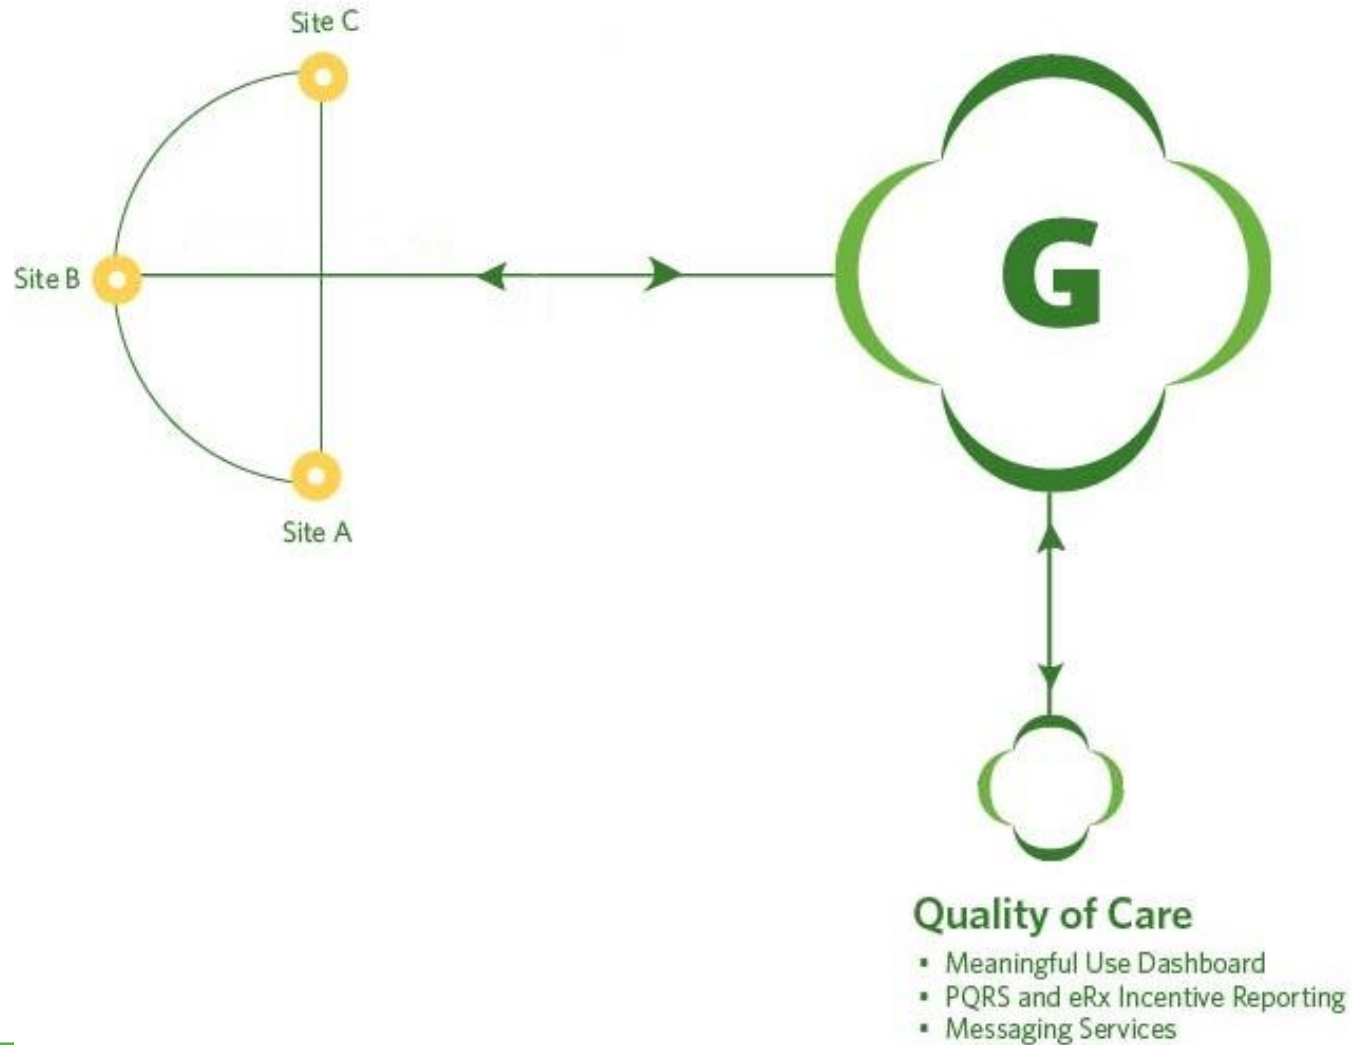 Site C
Site B
G
Site A
Quality of Care
▪ Meaningful Use Dashboard
▪ PQRS and eRx Incentive Reporting
▪ Messaging Services